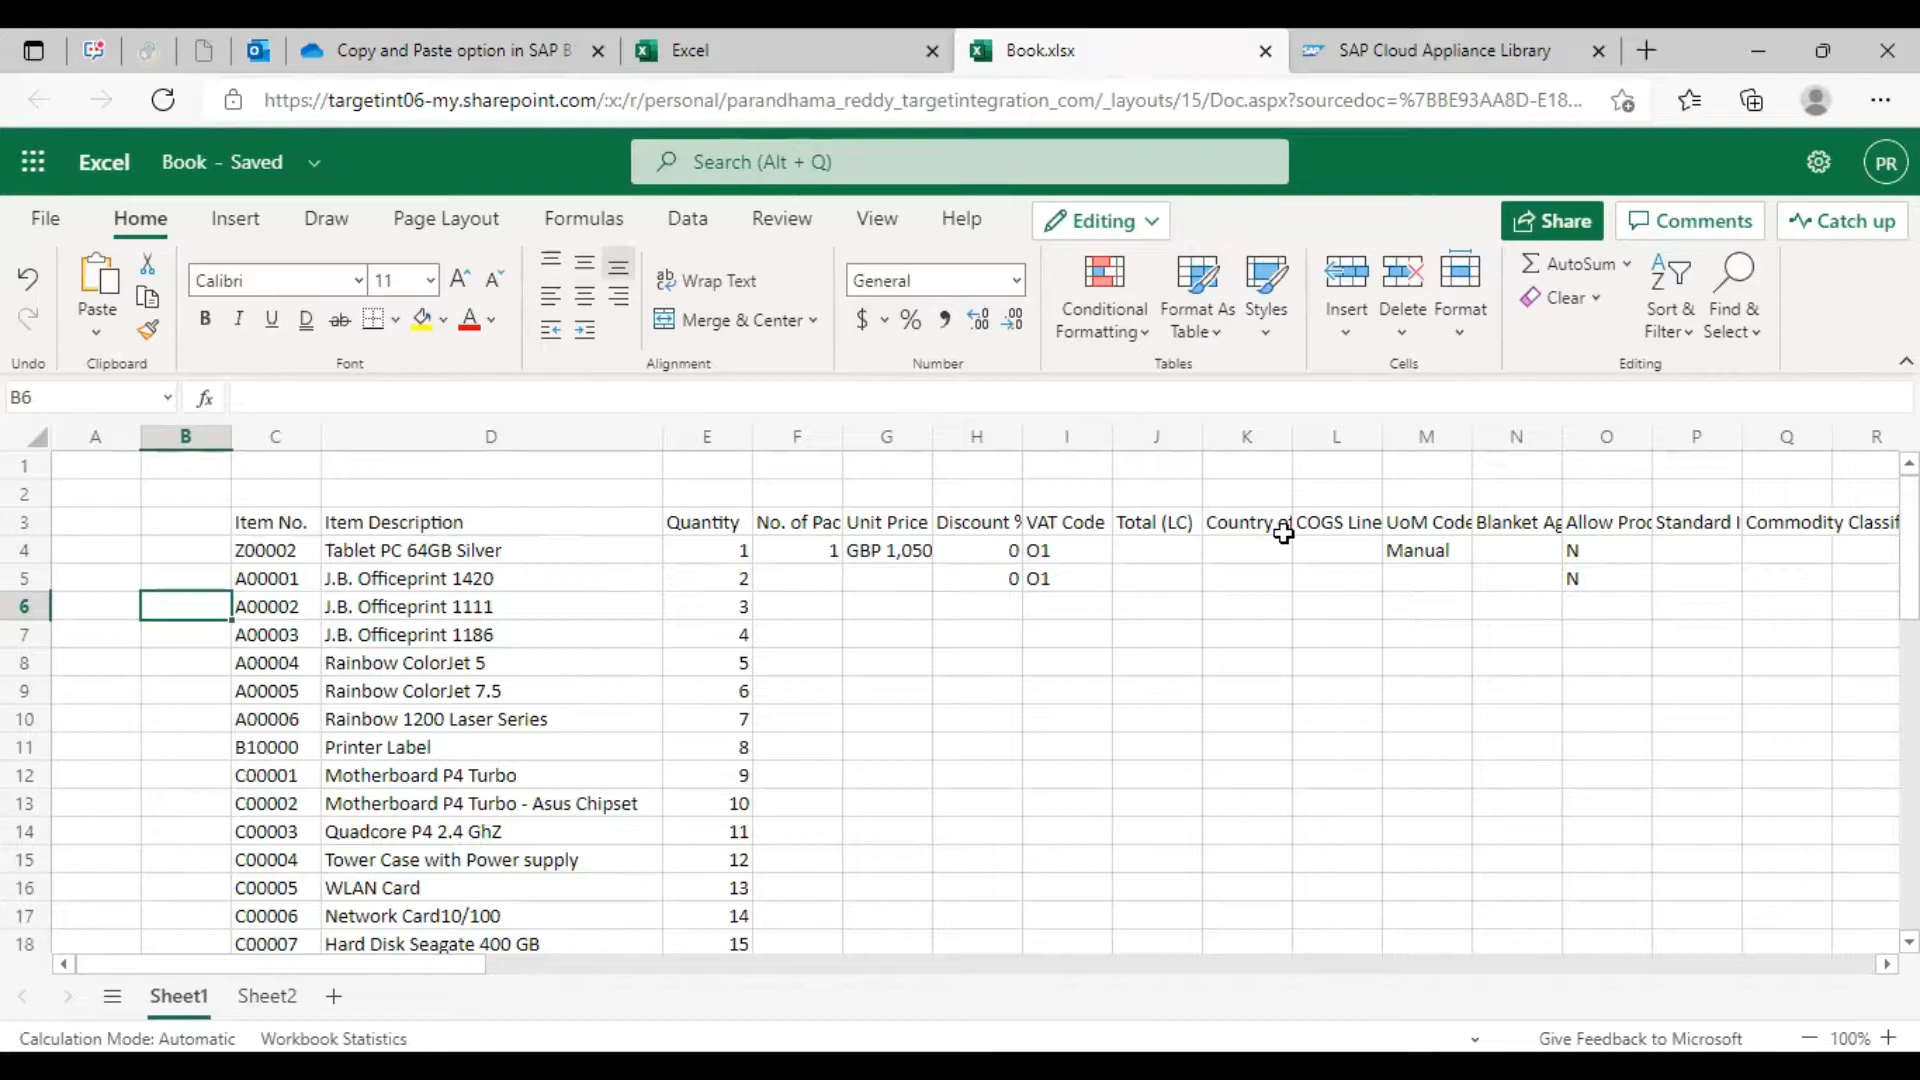 Copy and Paste option in SAP B
Excel
Book.xlsx
SAP Cloud Appliance Library
https://targetint06-my.sharepoint.com/:x:/r/personal/parandhama_reddy_targetintegration_com/_layouts/15/Doc.aspx?sourcedoc=%7BBE93AA8D-E18...
Excel Book - Saved Search (Alt + Q) PR
File Home Insert Draw Page Layout Formulas Data Review View Help Editing Share Comments Catch up
Paste Calibri 11 Wrap Text General Conditional Formatting Format As Table Styles Insert Delete Format AutoSum Sort & Filter Find & Select
B I U D ab Merge & Center $ % Clear
Undo Clipboard Font Alignment Number Tables Cells Editing
B6 fx
A B C D E F G H I J K L M N O P Q R
1
2
3 Item No. Item Description Quantity No. of Pac Unit Price Discount % VAT Code Total (LC) Country of COGS Line UoM Code Blanket Ag Allow Proc Standard I Commodity Classif
4 Z00002 Tablet PC 64GB Silver 1 1 GBP 1,050 0 O1 Manual N
5 A00001 J.B. Officeprint 1420 2 0 O1 N
6 A00002 J.B. Officeprint 1111 3
7 A00003 J.B. Officeprint 1186 4
8 A00004 Rainbow ColorJet 5 5
9 A00005 Rainbow ColorJet 7.5 6
10 A00006 Rainbow 1200 Laser Series 7
11 B10000 Printer Label 8
12 C00001 Motherboard P4 Turbo 9
13 C00002 Motherboard P4 Turbo - Asus Chipset 10
14 C00003 Quadcore P4 2.4 GhZ 11
15 C00004 Tower Case with Power supply 12
16 C00005 WLAN Card 13
17 C00006 Network Card10/100 14
18 C00007 Hard Disk Seagate 400 GB 15
Sheet1 Sheet2
Calculation Mode: Automatic Workbook Statistics Give Feedback to Microsoft 100%